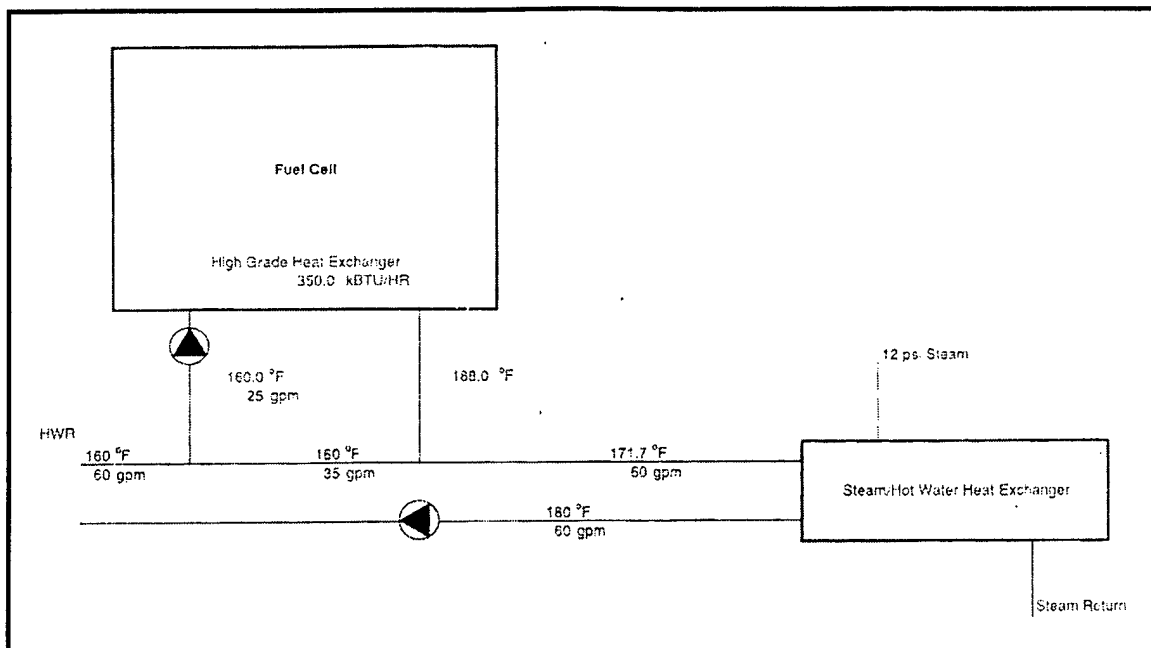 Fuel Cell
High Grade Heat Exchanger
350.0 kBTU/HR
160.0 °F
25 gpm
188.0 °F
12 ps. Steam
HWR
160 °F
60 gpm
160 °F
35 gpm
171.7 °F
60 gpm
Steam/Hot Water Heat Exchanger
180 °F
60 gpm
Steam Return